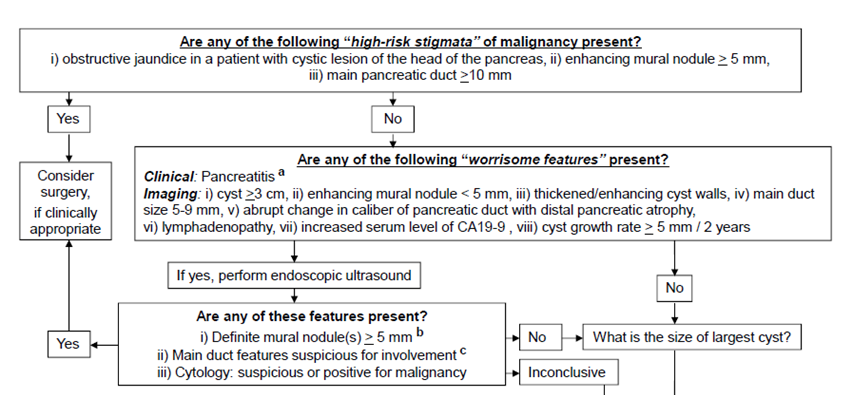 Are any of the following “high-risk stigmata” of malignancy present?
i) obstructive jaundice in a patient with cystic lesion of the head of the pancreas, ii) enhancing mural nodule ≥ 5 mm,
iii) main pancreatic duct ≥10 mm
Yes
No
Consider
surgery,
if clinically
appropriate
Are any of the following “worrisome features” present?
Clinical: Pancreatitis a
Imaging: i) cyst ≥3 cm, ii) enhancing mural nodule < 5 mm, iii) thickened/enhancing cyst walls, iv) main duct
size 5-9 mm, v) abrupt change in caliber of pancreatic duct with distal pancreatic atrophy,
vi) lymphadenopathy, vii) increased serum level of CA19-9 , viii) cyst growth rate ≥ 5 mm / 2 years
If yes, perform endoscopic ultrasound
No
Are any of these features present?
i) Definite mural nodule(s) ≥ 5 mm b
ii) Main duct features suspicious for involvement c
iii) Cytology: suspicious or positive for malignancy
Yes
No
What is the size of largest cyst?
Inconclusive